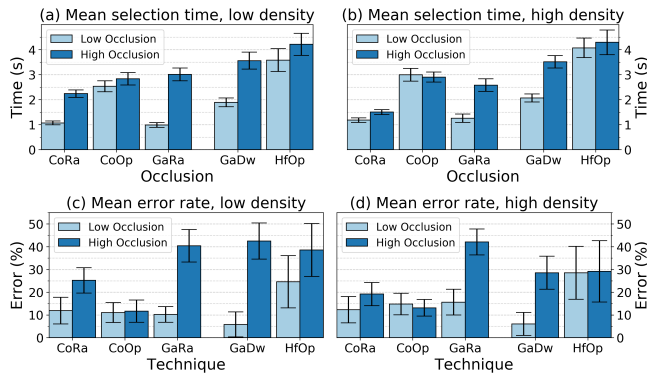 (a) Mean selection time, low density
(b) Mean selection time, high density
Low Occlusion
High Occlusion
Low Occlusion
High Occlusion
Time (s)
4
3
2
1
0
4
3
2
1
0
Time (s)
CoRa CoOp GaRa GaDw HfOp
CoRa CoOp GaRa GaDw HfOp
Occlusion
Occlusion
(c) Mean error rate, low density
(d) Mean error rate, high density
Low Occlusion
High Occlusion
Low Occlusion
High Occlusion
Error (%)
50
40
30
20
10
0
50
40
30
20
10
0
Error (%)
CoRa CoOp GaRa GaDw HfOp
CoRa CoOp GaRa GaDw HfOp
Technique
Technique